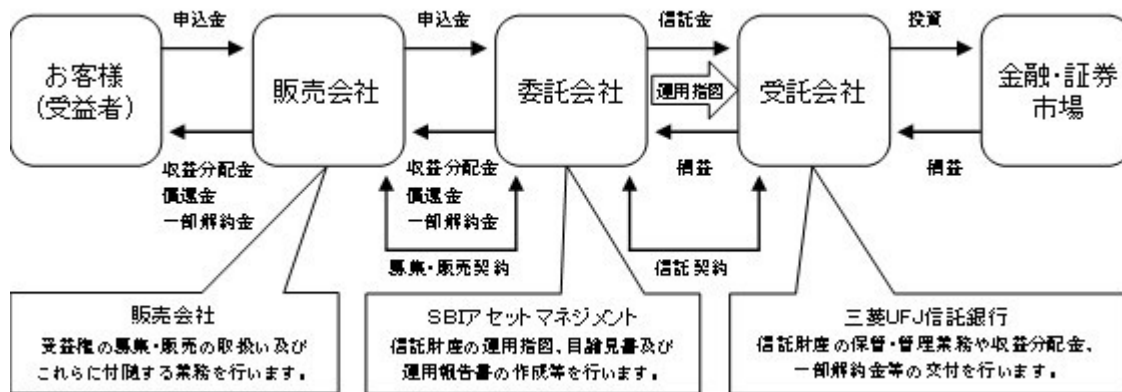 申込金
申込金
信託金
投資
お客様
(受益者)
販売会社
委託会社
運用指図
受託会社
金融・証券
市場
収益分配金
償還金
一部解約金
収益分配金
償還金
一部解約金
損益
損益
募集・販売契約
信託契約
販売会社
受益権の募集・販売の取扱い及び
これらに付随する業務を行います。
SBIアセットマネジメント
信託財産の運用指図、目論見書及び
運用報告書の作成等を行います。
三菱UFJ信託銀行
信託財産の保管・管理業務や収益分配金、
一部解約金等の交付を行います。